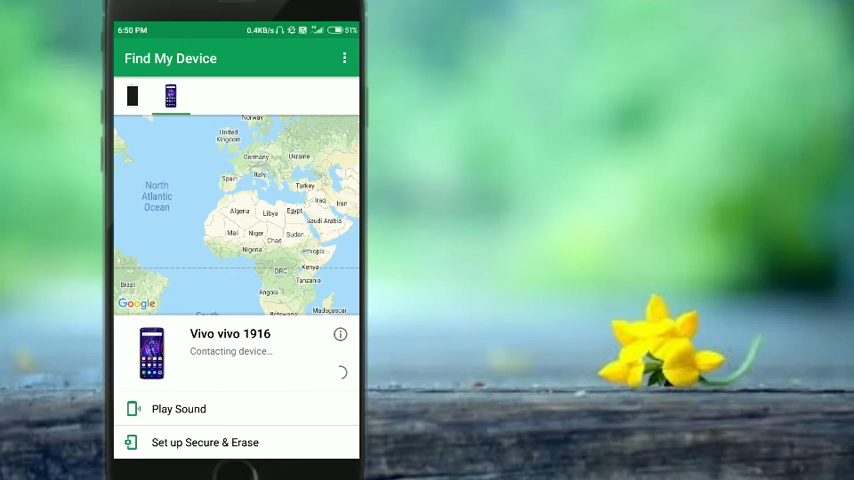 6:50 PM 0.4KB/s 51%
Find My Device
Norway
United
Kingdom
Germany
Ukraine
Spain
Italy
Turkey
North
Atlantic
Ocean
Iraq
Iran
Algeria
Libya
Egypt
Saudi Arabia
Mali
Niger
Chad
Sudan
Nigeria
Ethiopia
DRC
Kenya
Tanzania
Brazil
Angola
Google
Botswana
Madagascar
South
Vivo vivo 1916
Contacting device...
Play Sound
Set up Secure & Erase